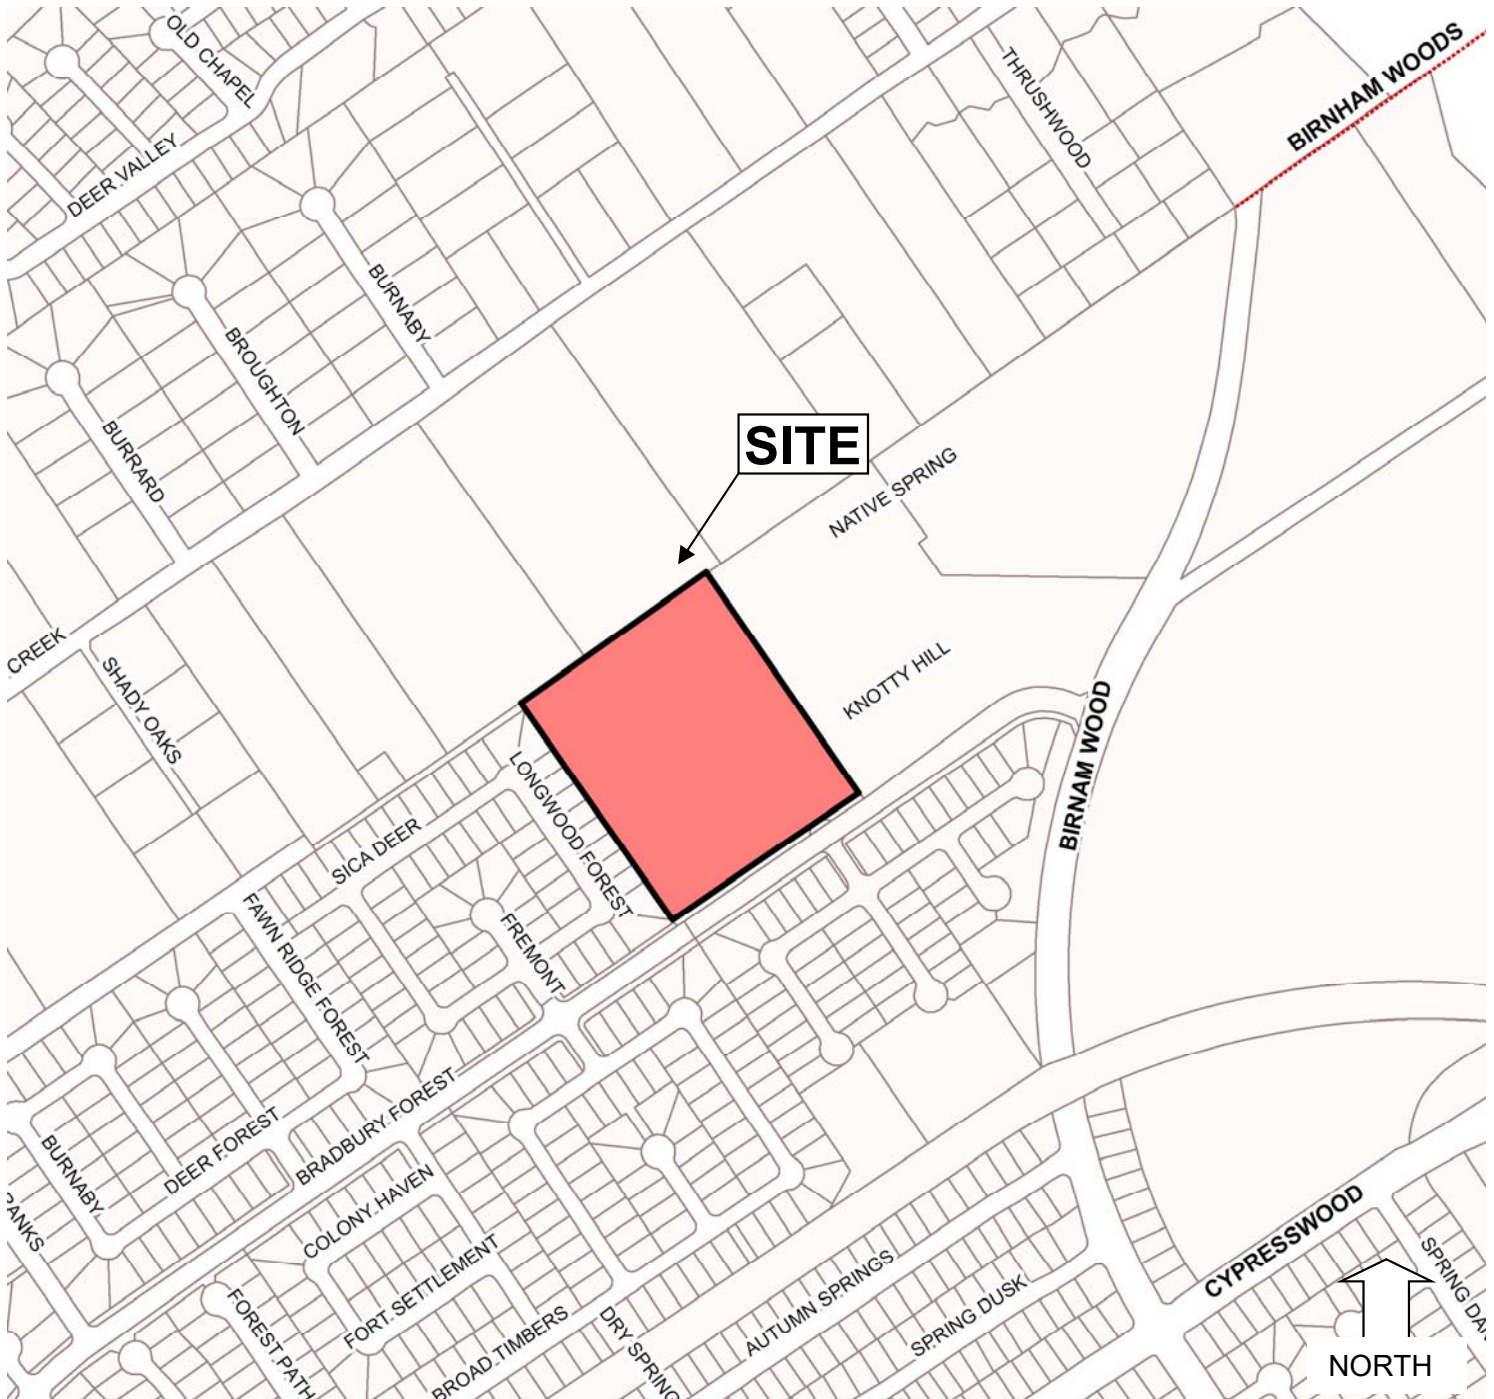 OLD CHAPEL
THRUSHWOOD
BIRNHAM WOODS
DEER VALLEY
BURNABY
BROUGHTON
BURRARD
SITE
NATIVE SPRING
CREEK
SHADY OAKS
KNOTTY HILL
BIRNAM WOOD
LONGWOOD FOREST
SICA DEER
FAWN RIDGE FOREST
FREMONT
BURNABY
DEER FOREST
BRADBURY FOREST
COLONY HAVEN
FORT SETTLEMENT
FOREST PATH
BROAD TIMBERS
DRY SPRING
AUTUMN SPRINGS
SPRING DUSK
CYPRESSWOOD
SPRING
NORTH